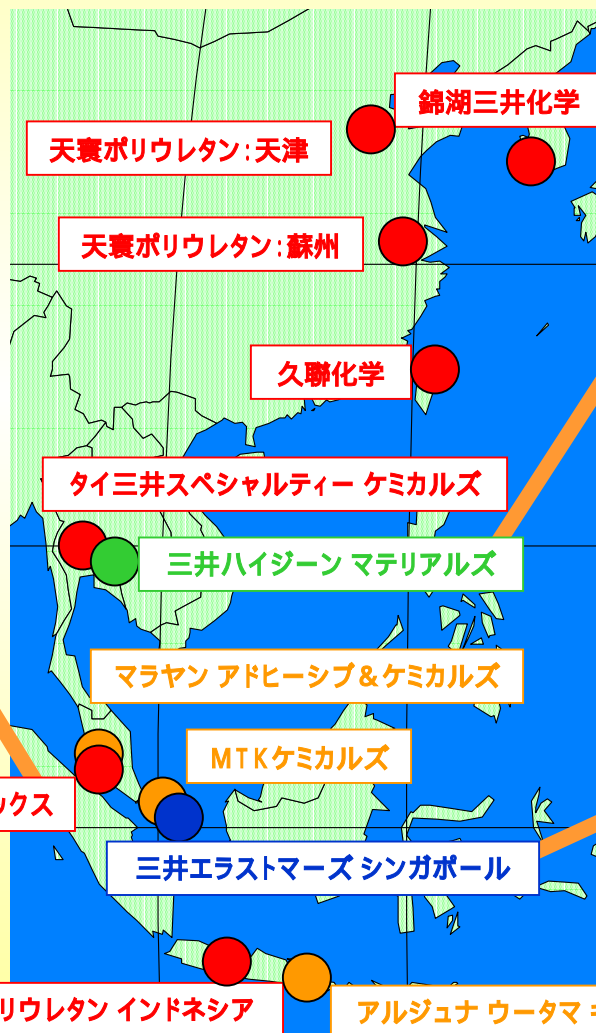 錦湖三井化学
天寰ポリウレタン：天津
天寰ポリウレタン：蘇州
久聯化学
タイ三井スペシャルティー ケミカルズ
三井ハイジーン マテリアルズ
マラヤン アドヒーシブ＆ケミカルズ
MTKケミカルズ
ックス
三井エラストマーズ シンガポール
リウレタン インドネシア
アルジュナ ウータマ